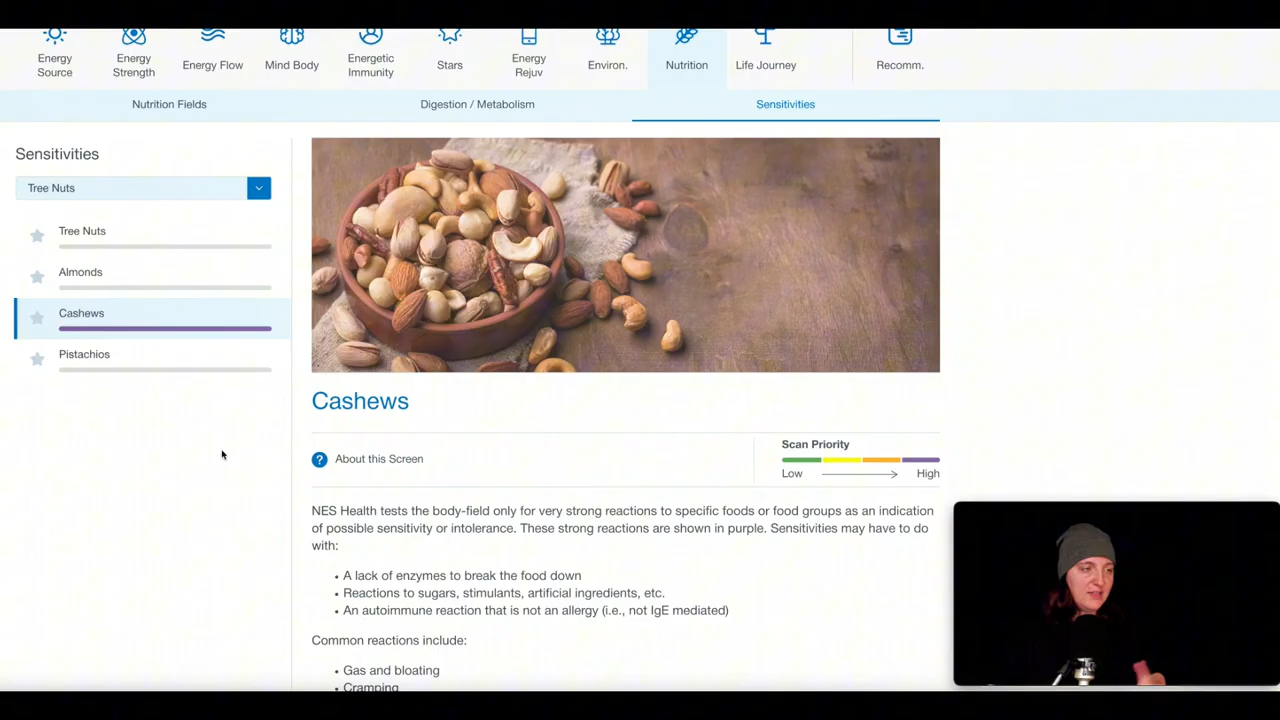 Energy Source
Energy Strength
Energy Flow
Mind Body
Energetic Immunity
Stars
Energy Rejuv
Environ.
Nutrition
Life Journey
Recomm.
Nutrition Fields
Digestion / Metabolism
Sensitivities
Sensitivities
Tree Nuts
Tree Nuts
Almonds
Cashews
Pistachios
Cashews
? About this Screen
Scan Priority
Low
High
NES Health tests the body-field only for very strong reactions to specific foods or food groups as an indication
of possible sensitivity or intolerance. These strong reactions are shown in purple. Sensitivities may have to do
with:
• A lack of enzymes to break the food down
• Reactions to sugars, stimulants, artificial ingredients, etc.
• An autoimmune reaction that is not an allergy (i.e., not IgE mediated)
Common reactions include:
• Gas and bloating
• Cramping